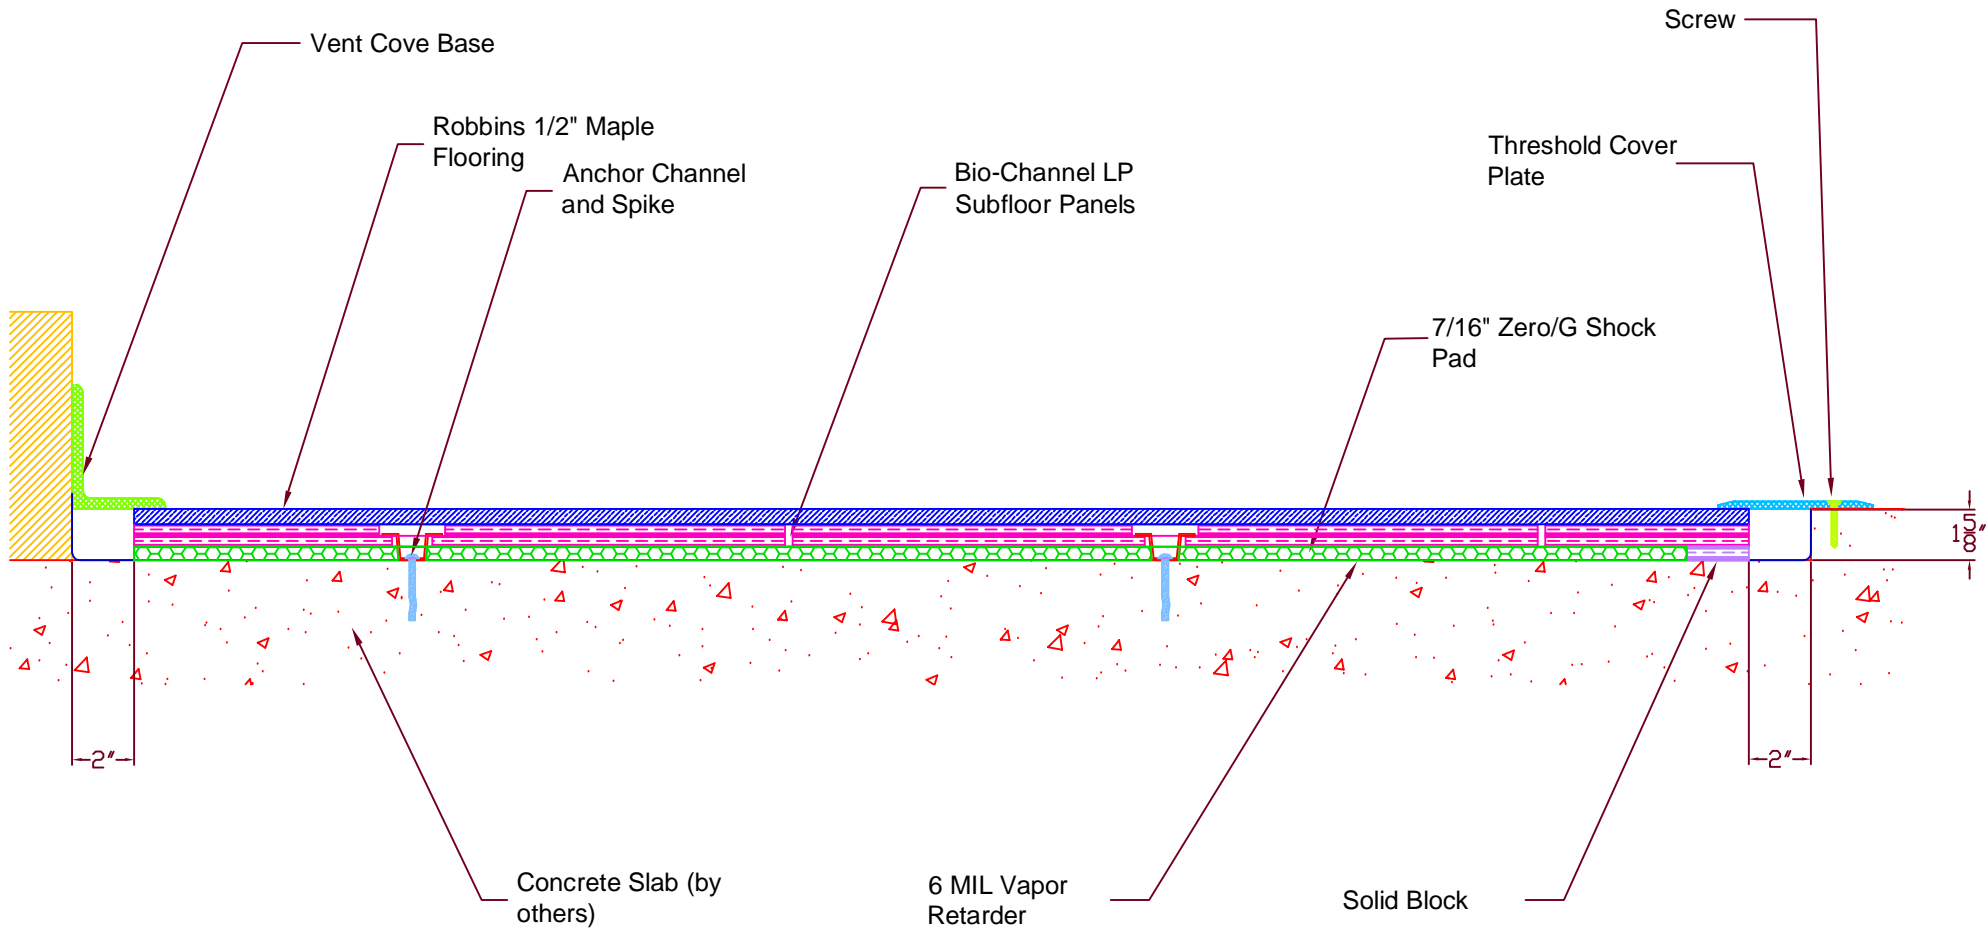 Screw
Vent Cove Base
Robbins 1/2" Maple
Flooring
Anchor Channel
and Spike
Bio-Channel LP
Subfloor Panels
Threshold Cover
Plate
7/16" Zero/G Shock
Pad
1 5/8"
2"
2"
Concrete Slab (by
others)
6 MIL Vapor
Retarder
Solid Block